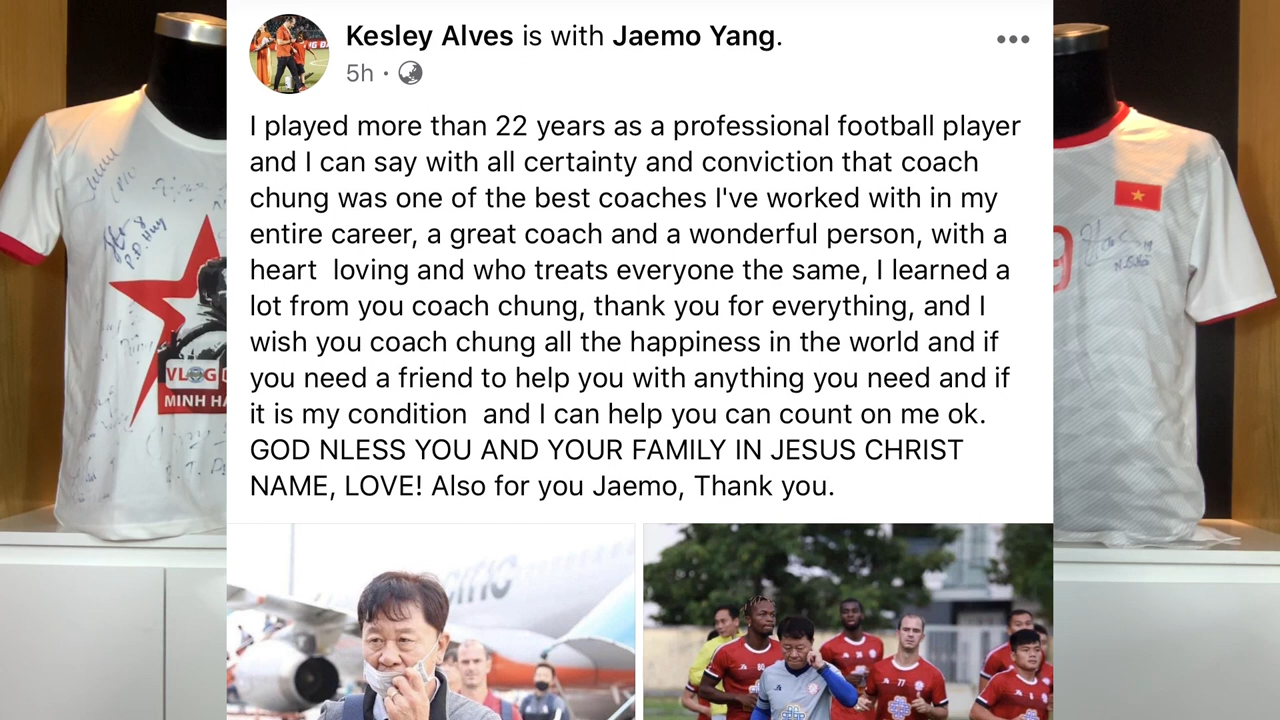 Kesley Alves is with Jaemo Yang.
5h ·
I played more than 22 years as a professional football player
and I can say with all certainty and conviction that coach
chung was one of the best coaches I've worked with in my
entire career, a great coach and a wonderful person, with a
heart  loving and who treats everyone the same, I learned a
lot from you coach chung, thank you for everything, and I
wish you coach chung all the happiness in the world and if
you need a friend to help you with anything you need and if
it is my condition  and I can help you can count on me ok.
GOD NLESS YOU AND YOUR FAMILY IN JESUS CHRIST
NAME, LOVE! Also for you Jaemo, Thank you.
8
P.P. Huy
VLOG
MINH HA
80
77